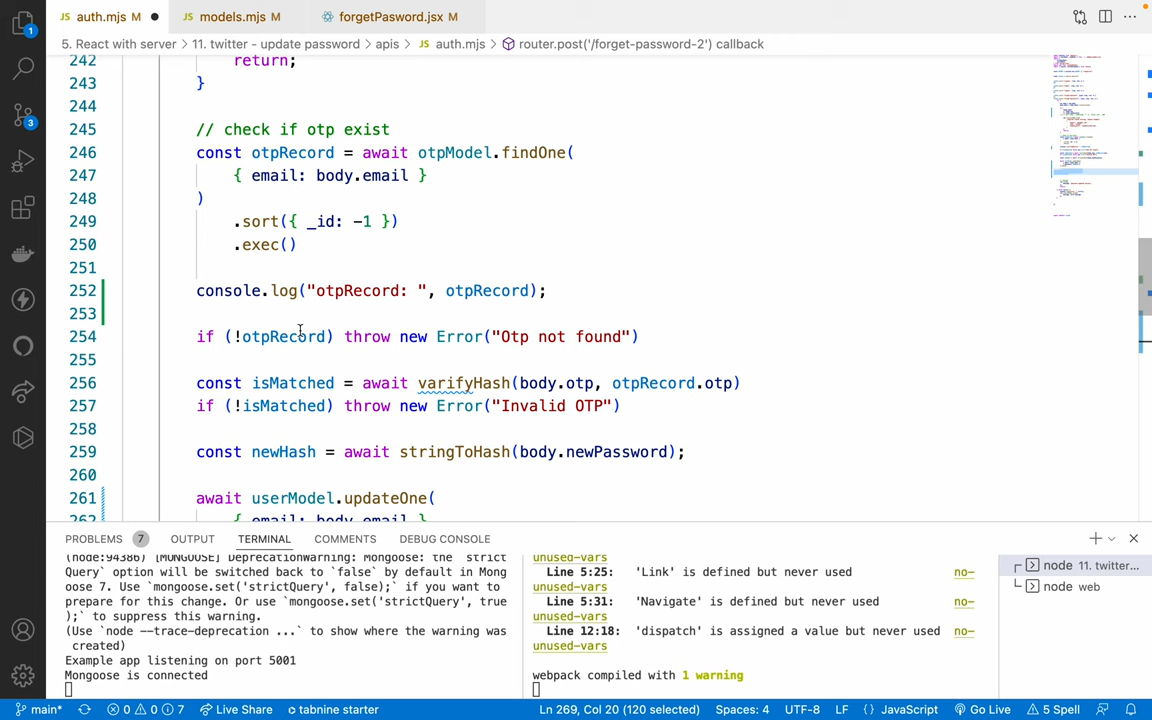 auth.mjs M
models.mjs M
forgetPasword.jsx M
5. React with server > 11. twitter - update password > apis > auth.mjs > router.post('/forget-password-2') callback
242 return;
243 }
244
245 // check if otp exist
246 const otpRecord = await otpModel.findOne(
247 { email: body.email }
248 )
249 .sort({ _id: -1 })
250 .exec()
251
252 console.log("otpRecord: ", otpRecord);
253
254 if (!otpRecord) throw new Error("Otp not found")
255
256 const isMatched = await varifyHash(body.otp, otpRecord.otp)
257 if (!isMatched) throw new Error("Invalid OTP")
258
259 const newHash = await stringToHash(body.newPassword);
260
261 await userModel.updateOne(
262 { email: body.email }
1
3
PROBLEMS 7 OUTPUT TERMINAL COMMENTS DEBUG CONSOLE
(node:94386) [MONGOOSE] DeprecationWarning: Mongoose: the `strict
Query` option will be switched back to `false` by default in Mong
oose 7. Use `mongoose.set('strictQuery', false);` if you want to
prepare for this change. Or use `mongoose.set('strictQuery', true
);` to suppress this warning.
(Use `node --trace-deprecation ...` to show where the warning was
created)
Example app listening on port 5001
Mongoose is connected
unused-vars
Line 5:25: 'Link' is defined but never used no-
unused-vars
Line 5:31: 'Navigate' is defined but never used no-
unused-vars
Line 12:18: 'dispatch' is assigned a value but never used no-
unused-vars
webpack compiled with 1 warning
node 11. twitter...
node web
main* 0 0 7 Live Share tabnine starter Ln 269, Col 20 (120 selected) Spaces: 4 UTF-8 LF {} JavaScript Go Live 5 Spell